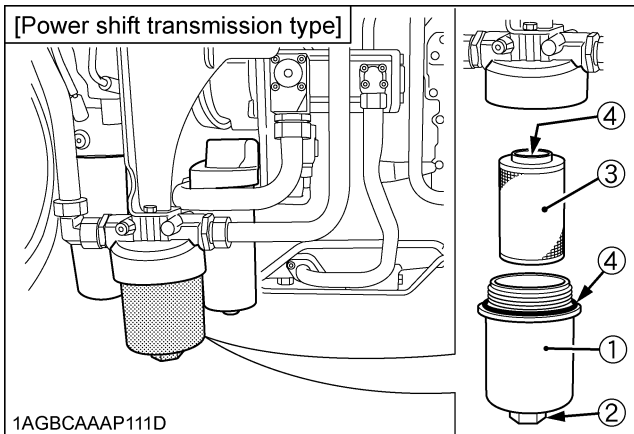 [Power shift transmission type]
④
③
④
①
②
1AGBCAAAP111D